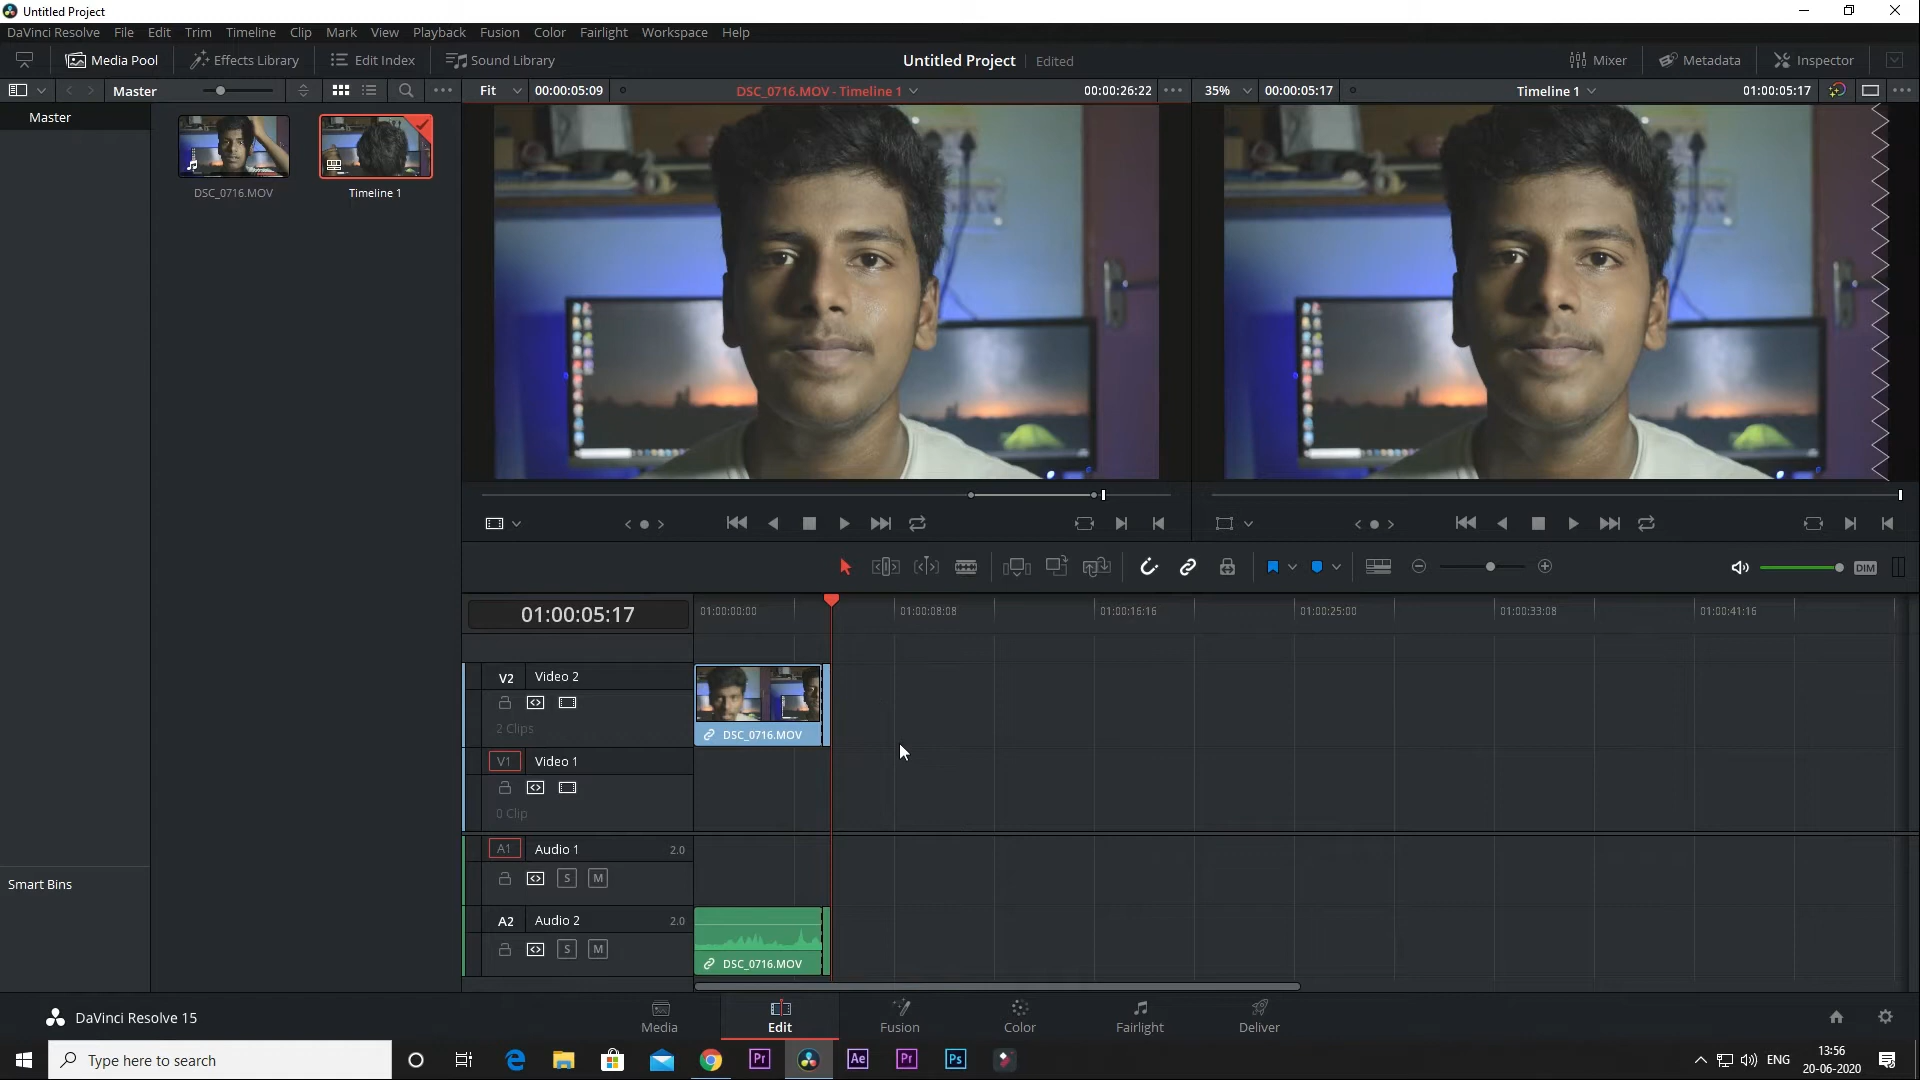 Untitled Project
DaVinci Resolve File Edit Trim Timeline Clip Mark View Playback Fusion Color Fairlight Workspace Help
Media Pool Effects Library Edit Index Sound Library Untitled Project Edited Mixer Metadata Inspector
Master Fit 00:00:05:09 DSC_0716.MOV - Timeline 1 00:00:26:22 35% 00:00:05:17 Timeline 1 01:00:05:17
Master
DSC_0716.MOV Timeline 1
DIM
01:00:05:17 01:00:00:00 01:00:08:08 01:00:16:16 01:00:25:00 01:00:33:08 01:00:41:16
V2 Video 2
2 Clips
DSC_0716.MOV
V1 Video 1
0 Clip
A1 Audio 1 2.0
S M
Smart Bins
A2 Audio 2 2.0
S M
DSC_0716.MOV
DaVinci Resolve 15 Media Edit Fusion Color Fairlight Deliver
Type here to search Pr Ae Pr Ps ENG 13:56
20-06-2020